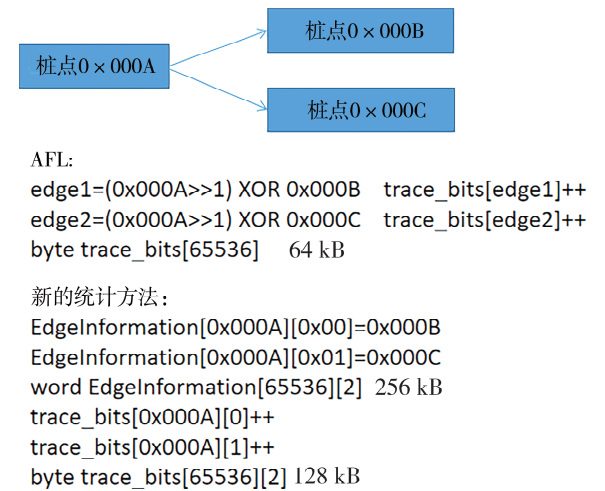 桩点0×000A
桩点0×000B
桩点0×000C
AFL:
edge1=(0x000A>>1) XOR 0x000B trace_bits[edge1]++
edge2=(0x000A>>1) XOR 0x000C trace_bits[edge2]++
byte trace_bits[65536] 64 kB
新的统计方法:
EdgeInformation[0x000A][0x00]=0x000B
EdgeInformation[0x000A][0x01]=0x000C
word EdgeInformation[65536][2] 256 kB
trace_bits[0x000A][0]++
trace_bits[0x000A][1]++
byte trace_bits[65536][2] 128 kB